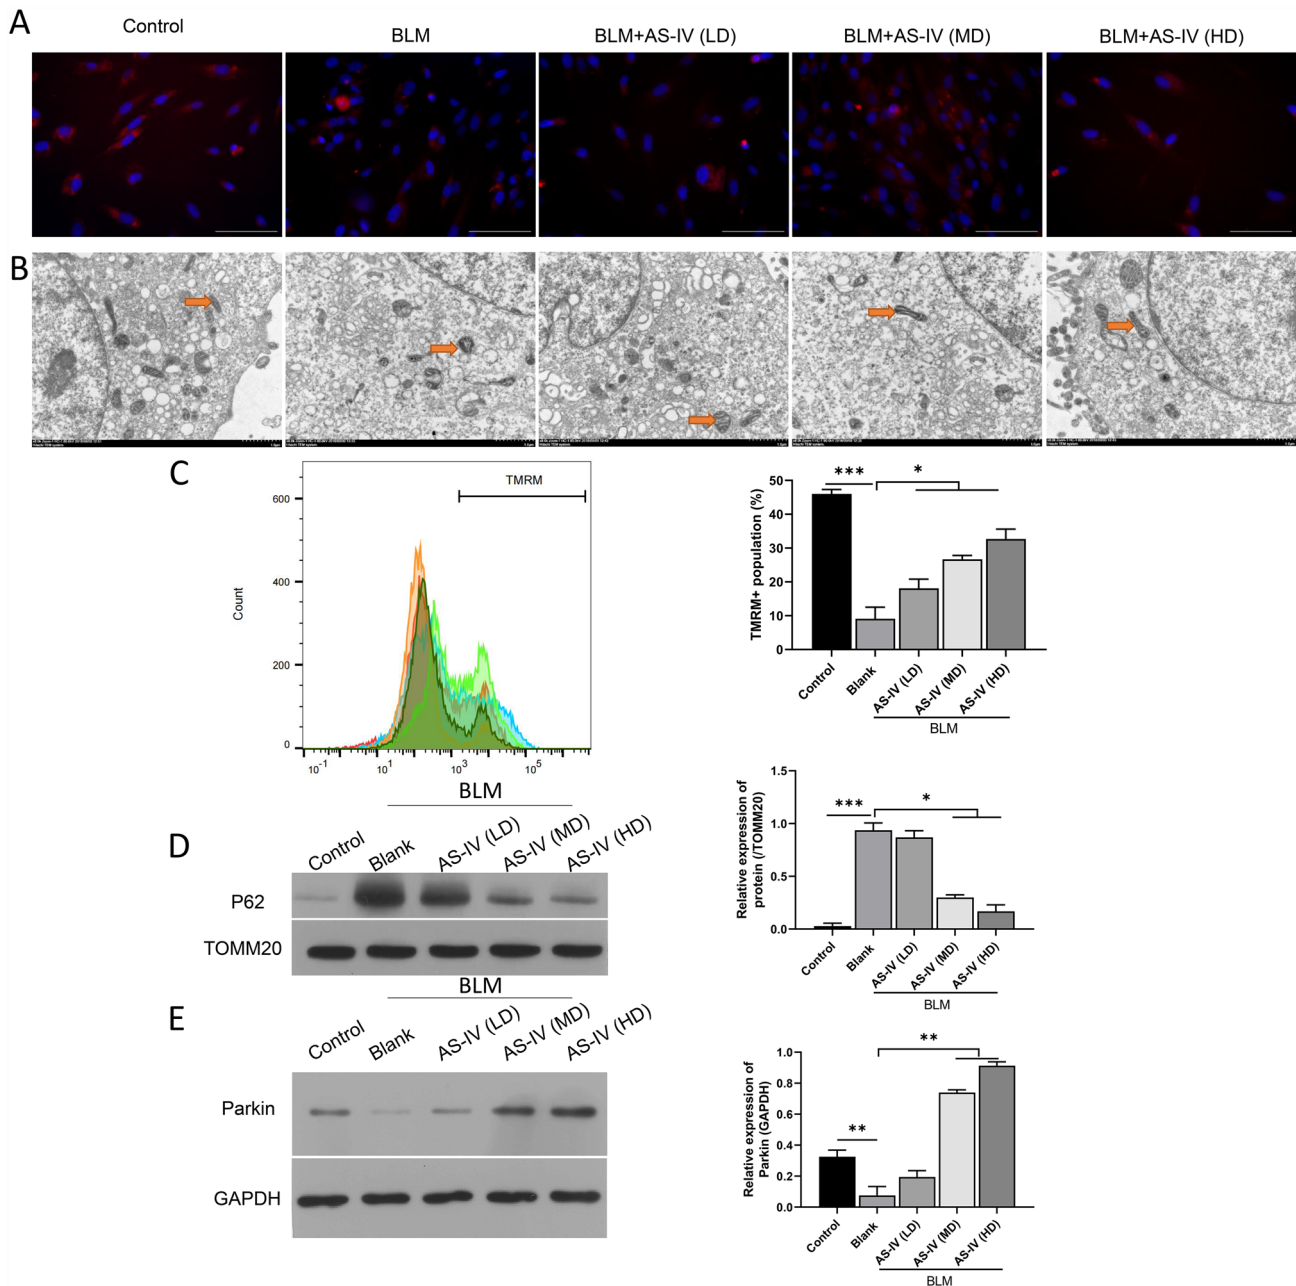 A
Control
BLM
BLM+AS-IV (LD)
BLM+AS-IV (MD)
BLM+AS-IV (HD)
B
C
TMRM
600
400
200
0
Count
10-1
101
103
105
***
*
50
40
30
20
10
0
TMRM+ population (%)
Control
Blank
AS-IV (LD)
AS-IV (MD)
AS-IV (HD)
BLM
D
BLM
Control
Blank
AS-IV (LD)
AS-IV (MD)
AS-IV (HD)
P62
TOMM20
***
*
1.5
1.0
0.5
0.0
Relative expression of
protein (/TOMM20)
Control
Blank
AS-IV (LD)
AS-IV (MD)
AS-IV (HD)
BLM
E
BLM
Control
Blank
AS-IV (LD)
AS-IV (MD)
AS-IV (HD)
Parkin
GAPDH
**
**
1.0
0.8
0.6
0.4
0.2
0.0
Relative expression of
Parkin (GAPDH)
Control
Blank
AS-IV (LD)
AS-IV (MD)
AS-IV (HD)
BLM